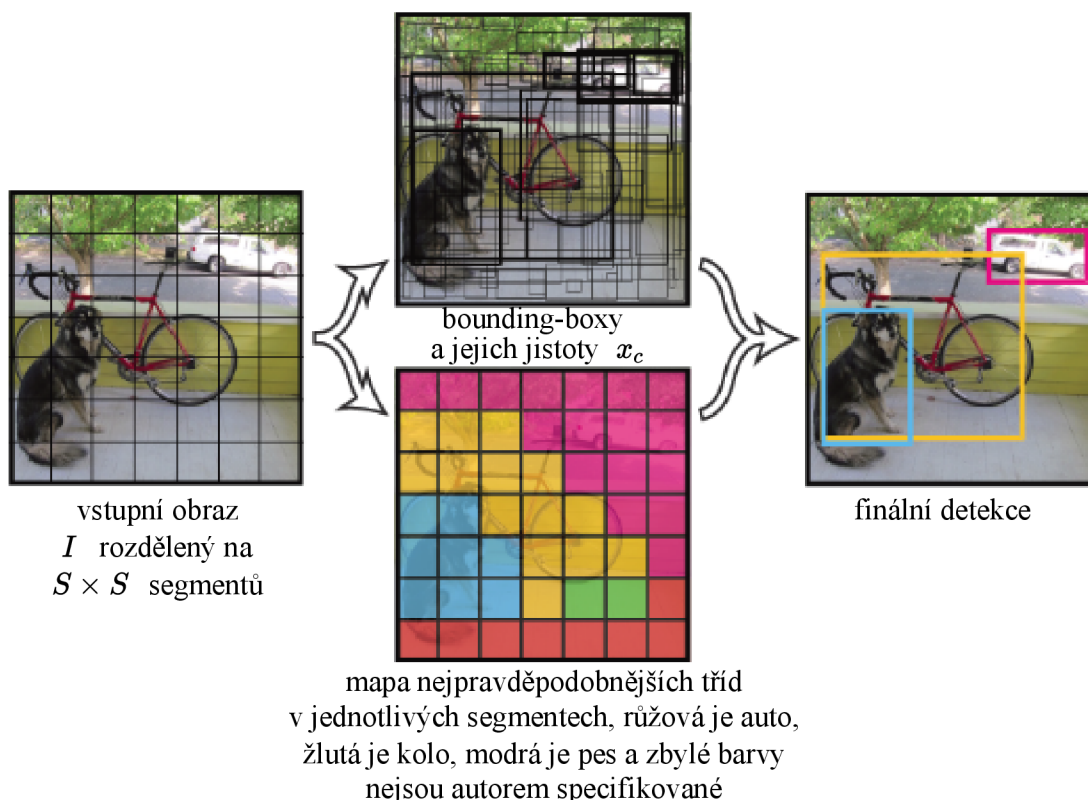 bounding-boxy
a jejich jistoty x_c
vstupní obraz
I rozdělený na
S × S segmentů
finální detekce
mapa nejpravděpodobnějších tříd
v jednotlivých segmentech, růžová je auto,
žlutá je kolo, modrá je pes a zbylé barvy
nejsou autorem specifikované